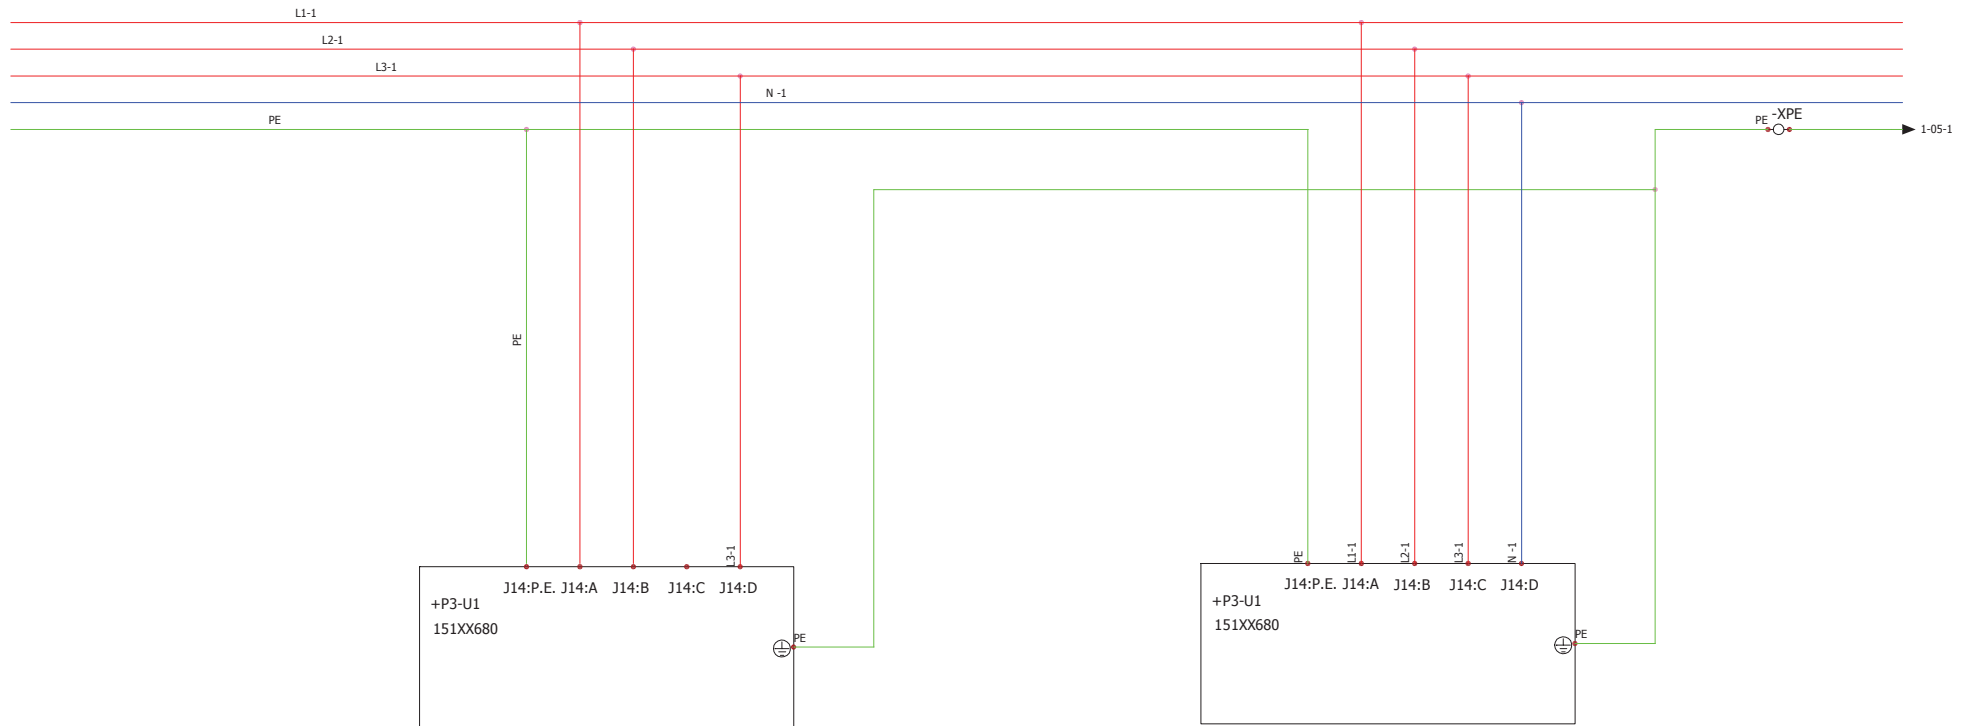 L1-1
L2-1
L3-1
N -1
PE
PE -XPE
1-05-1
PE
L3-1
PE
L1-1
L2-1
L3-1
N -1
J14:P.E. J14:A J14:B J14:C J14:D
+P3-U1
151XX680
PE
J14:P.E. J14:A J14:B J14:C J14:D
+P3-U1
151XX680
PE